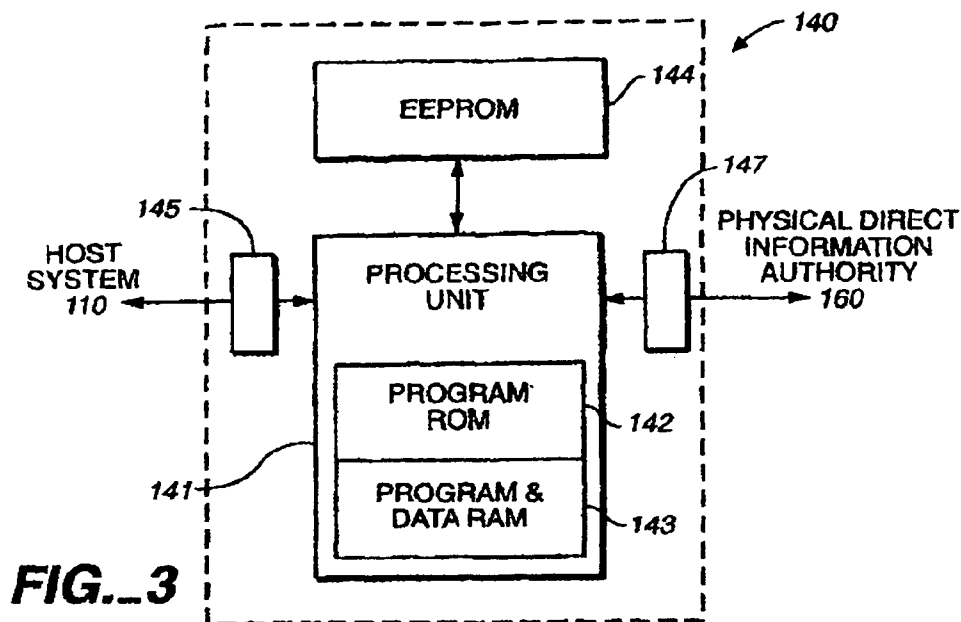 140
EEPROM
144
145
147
HOST
SYSTEM
110
PROCESSING
UNIT
PHYSICAL DIRECT
INFORMATION
AUTHORITY
160
PROGRAM
ROM
142
141
PROGRAM &
DATA RAM
143
FIG._3